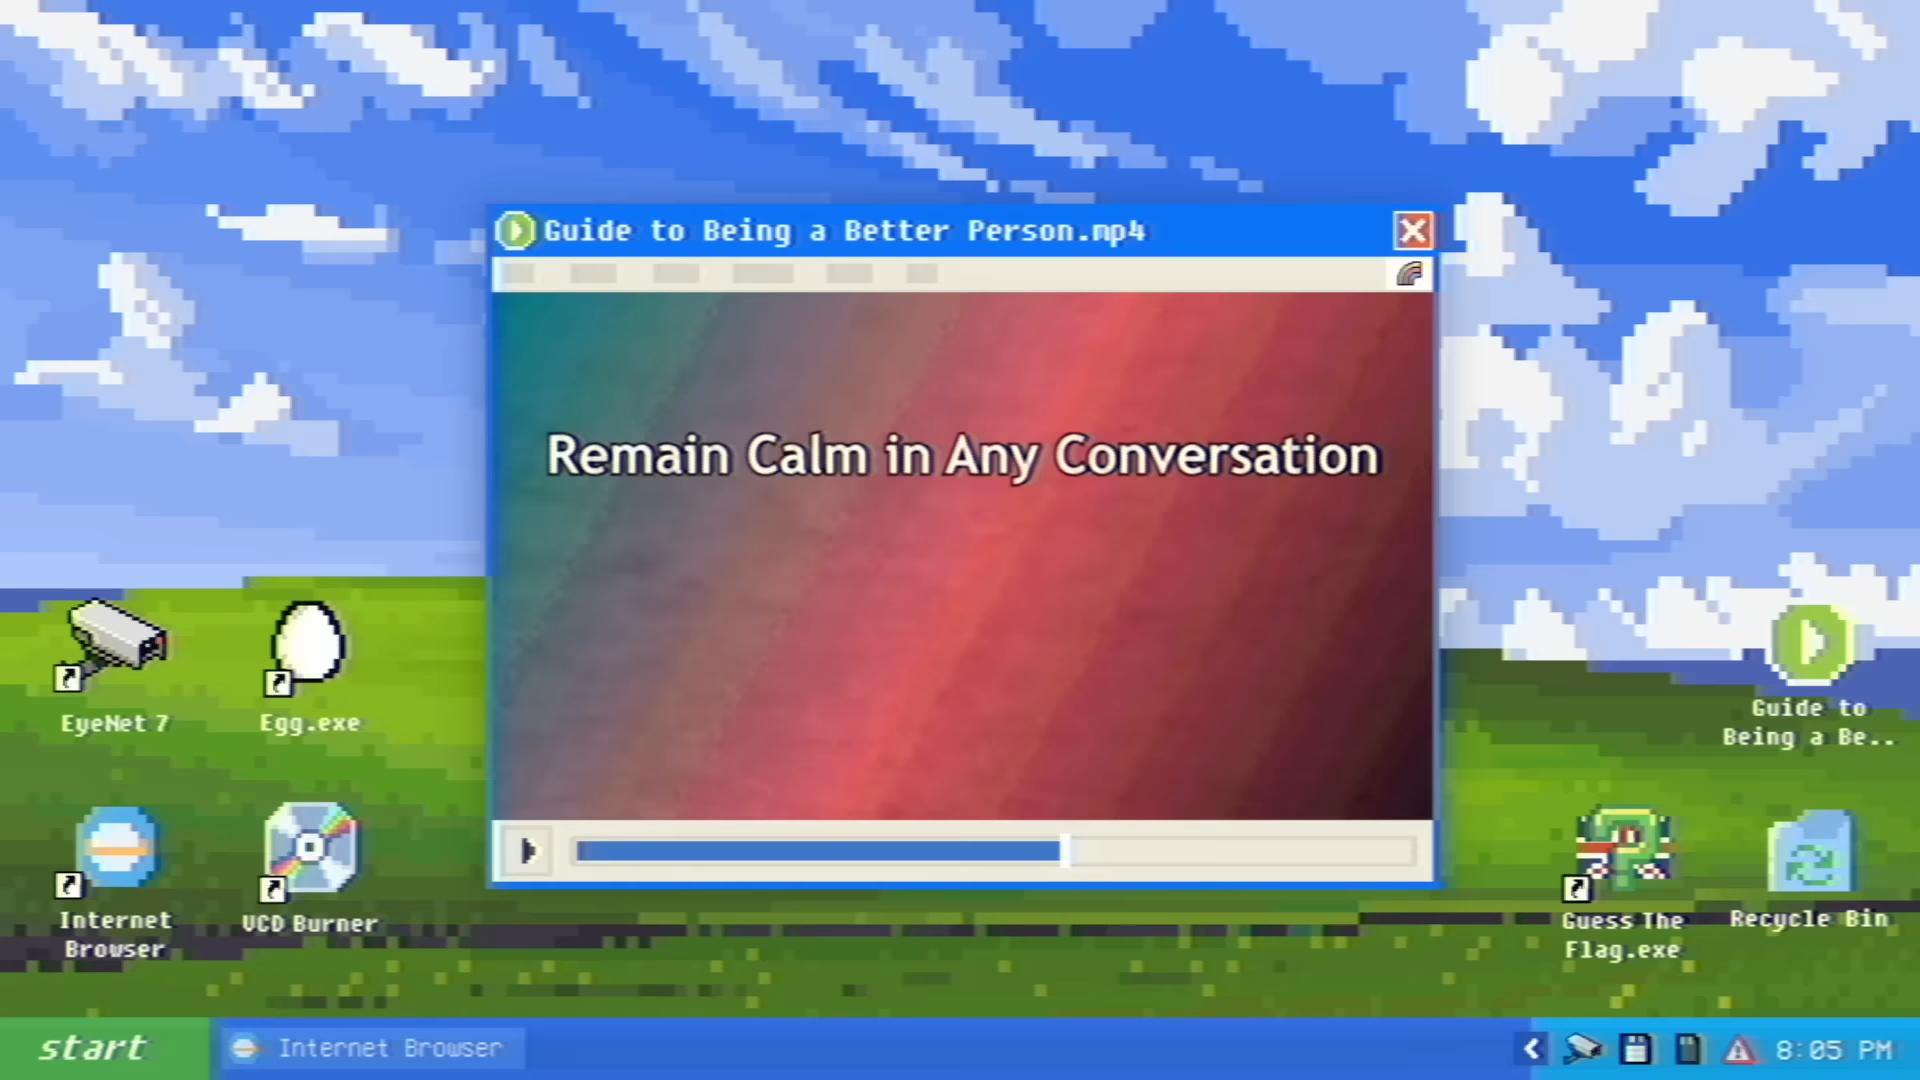 Guide to Being a Better Person.mp4
Remain Calm in Any Conversation
EyeNet 7
Egg.exe
Guide to
Being a Be..
Internet
Browser
VCD Burner
Guess The
Flag.exe
Recycle Bin
start
Internet Browser
8:05 PM